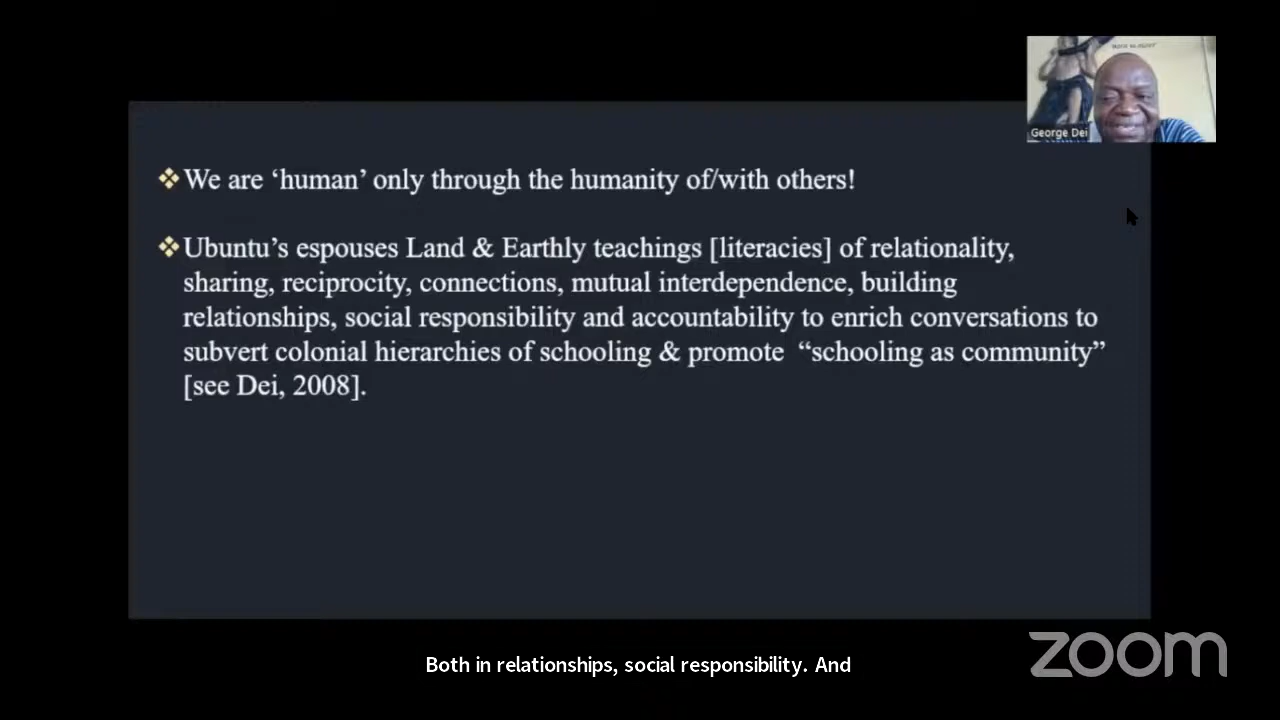 George Dei
❖We are ‘human’ only through the humanity of/with others!
❖Ubuntu’s espouses Land & Earthly teachings [literacies] of relationality,
sharing, reciprocity, connections, mutual interdependence, building
relationships, social responsibility and accountability to enrich conversations to
subvert colonial hierarchies of schooling & promote “schooling as community”
[see Dei, 2008].
Both in relationships, social responsibility. And
zoom